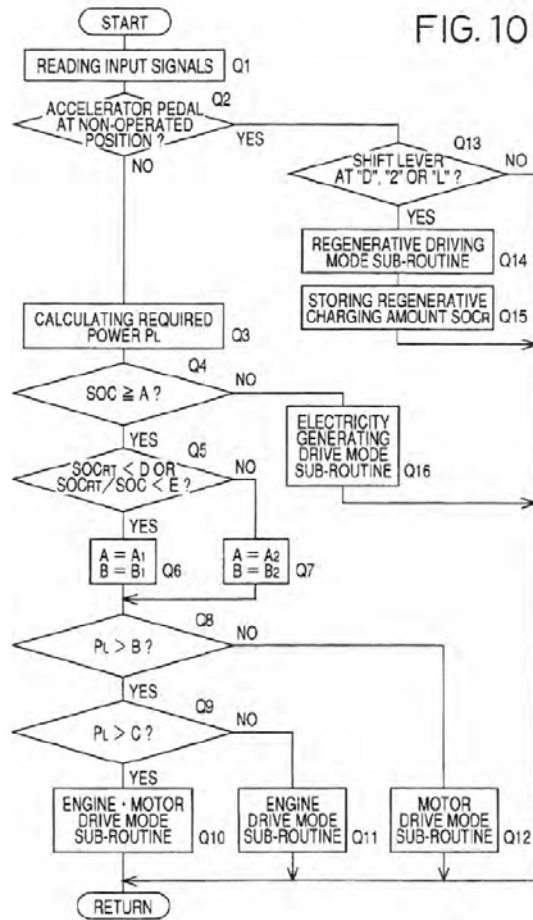 FIG. 10
START
READING INPUT SIGNALS Q1
Q2
ACCELERATOR PEDAL
AT NON-OPERATED
POSITION ?
YES
NO
Q13
SHIFT LEVER
AT "D", "2" OR "L" ?
NO
YES
REGENERATIVE DRIVING
MODE SUB-ROUTINE
Q14
STORING REGENERATIVE
CHARGING AMOUNT SOCR
Q15
CALCULATING REQUIRED
POWER PL
Q3
Q4
SOC ≧ A ?
NO
YES
ELECTRICITY
GENERATING
DRIVE MODE
SUB-ROUTINE
Q16
Q5
SOCRT < D OR
SOCRT/SOC < E ?
NO
YES
A = A1
B = B1
Q6
A = A2
B = B2
Q7
Q8
PL > B ?
NO
YES
Q9
PL > C ?
NO
YES
ENGINE・MOTOR
DRIVE MODE
SUB-ROUTINE
Q10
ENGINE
DRIVE MODE
SUB-ROUTINE
Q11
MOTOR
DRIVE MODE
SUB-ROUTINE
Q12
RETURN